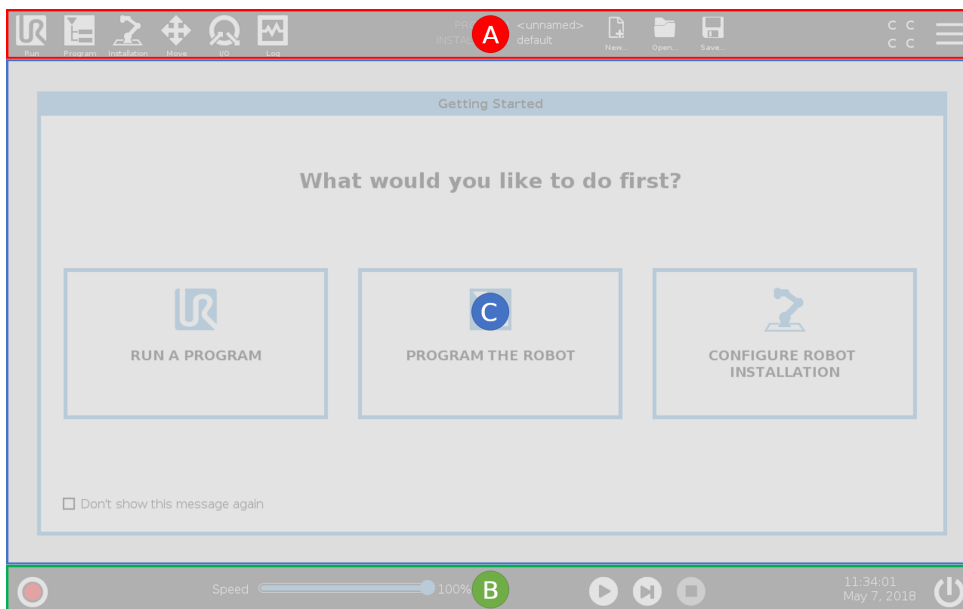 PR A <unnamed>
INSTA default
Run Program Installation Move I/O Log
New... Open... Save...
C C
C C
Getting Started
What would you like to do first?
C
RUN A PROGRAM
PROGRAM THE ROBOT
CONFIGURE ROBOT
INSTALLATION
Don't show this message again
Speed 100% B
11:34:01
May 7, 2018